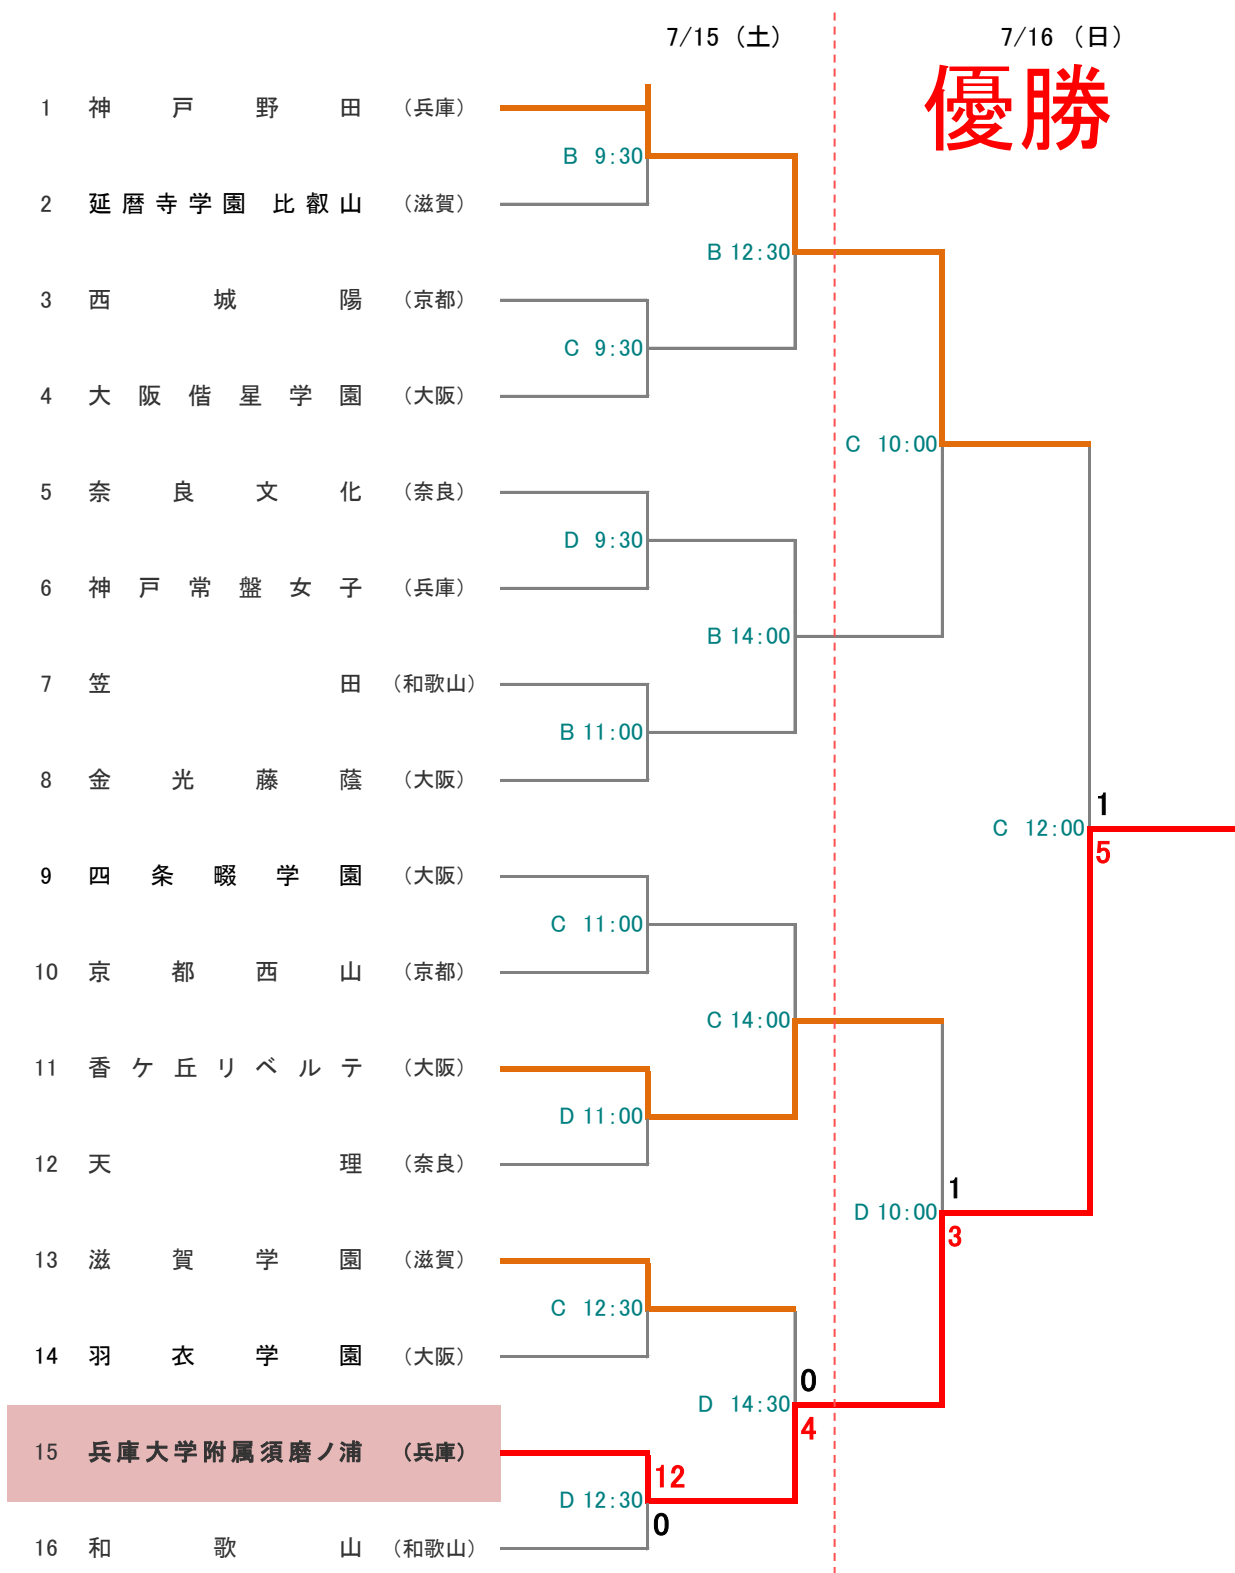 7/15（土） 7/16（日）
優勝
1 神戸野田 （兵庫）
B 9:30
2 延暦寺学園 比叡山 （滋賀）
B 12:30
3 西城陽 （京都）
C 9:30
4 大阪偕星学園 （大阪）
C 10:00
5 奈良文化 （奈良）
D 9:30
6 神戸常盤女子 （兵庫）
B 14:00
7 笠田 （和歌山）
B 11:00
8 金光藤蔭 （大阪）
1
C 12:00
5
9 四条畷学園 （大阪）
C 11:00
10 京都西山 （京都）
C 14:00
11 香ケ丘リベルテ （大阪）
D 11:00
12 天理 （奈良）
1
D 10:00
3
13 滋賀学園 （滋賀）
C 12:30
14 羽衣学園 （大阪）
0
D 14:30
4
15 兵庫大学附属須磨ノ浦 （兵庫）
12
D 12:30
0
16 和歌山 （和歌山）